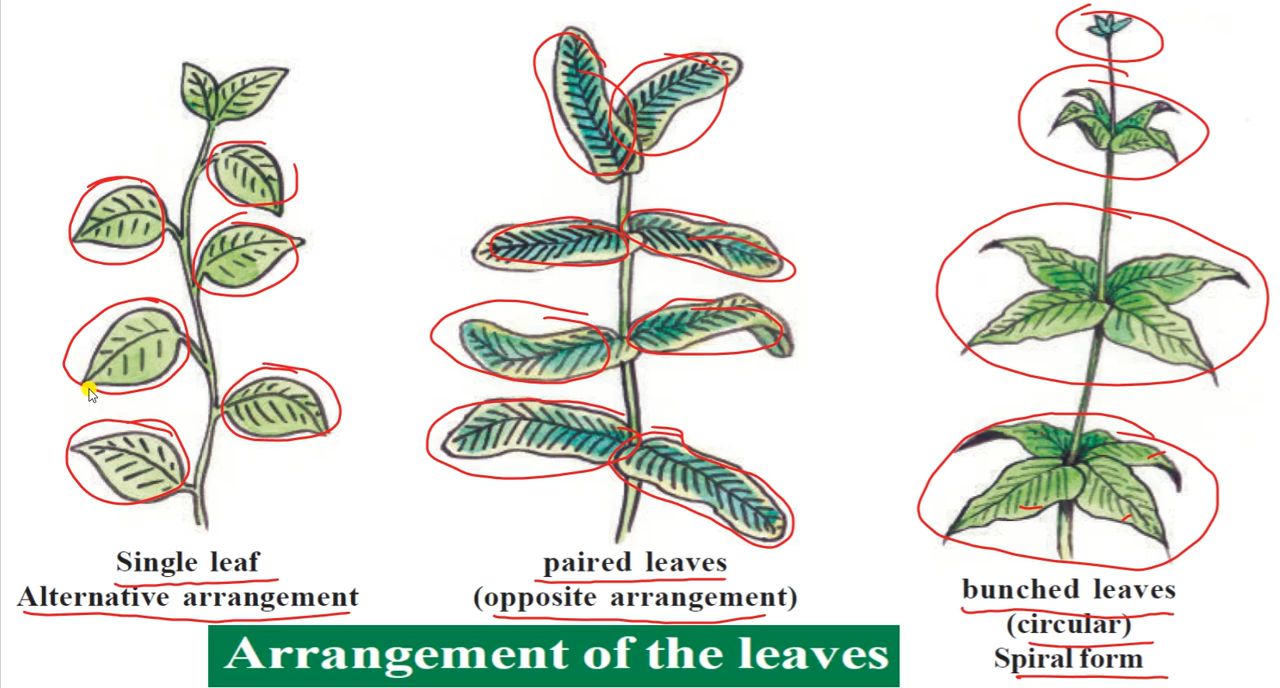 Single leaf
Alternative arrangement
paired leaves
(opposite arrangement)
bunched leaves
(circular)
Spiral form
Arrangement of the leaves